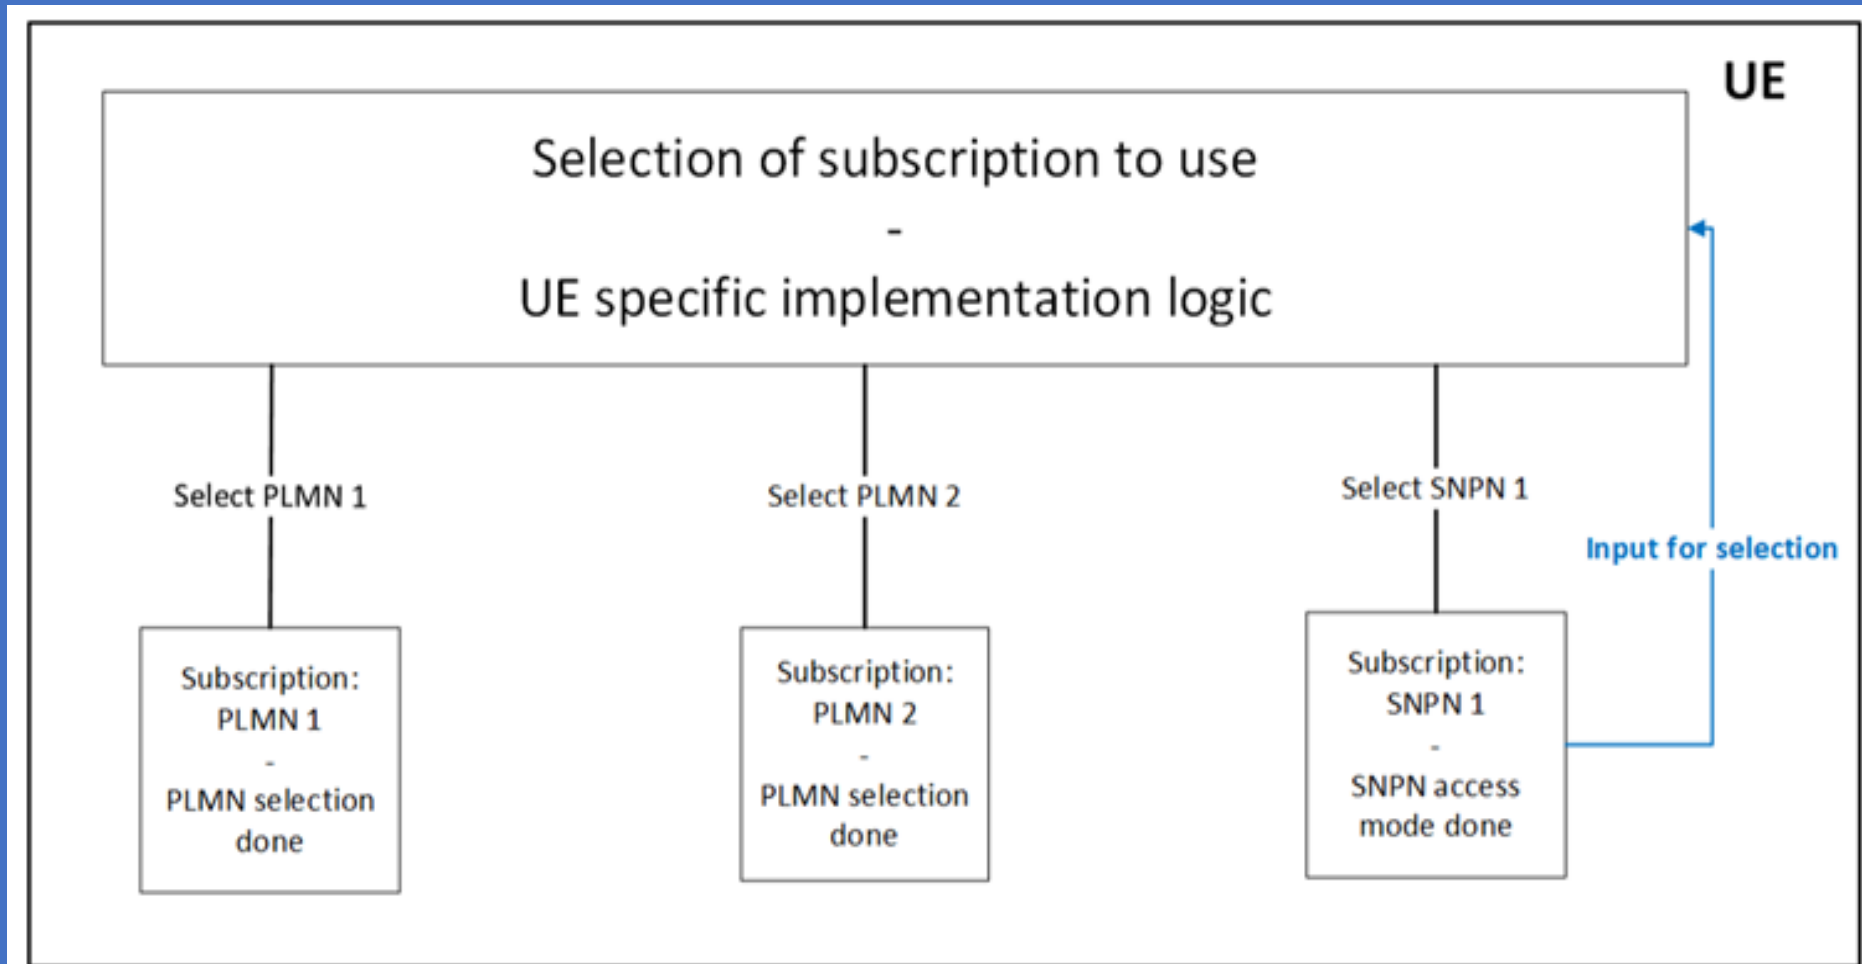 UE
Selection of subscription to use
-
UE specific implementation logic
Select PLMN 1
Select PLMN 2
Select SNPN 1
Input for selection
Subscription:
PLMN 1
-
PLMN selection
done
Subscription:
PLMN 2
-
PLMN selection
done
Subscription:
SNPN 1
-
SNPN access
mode done